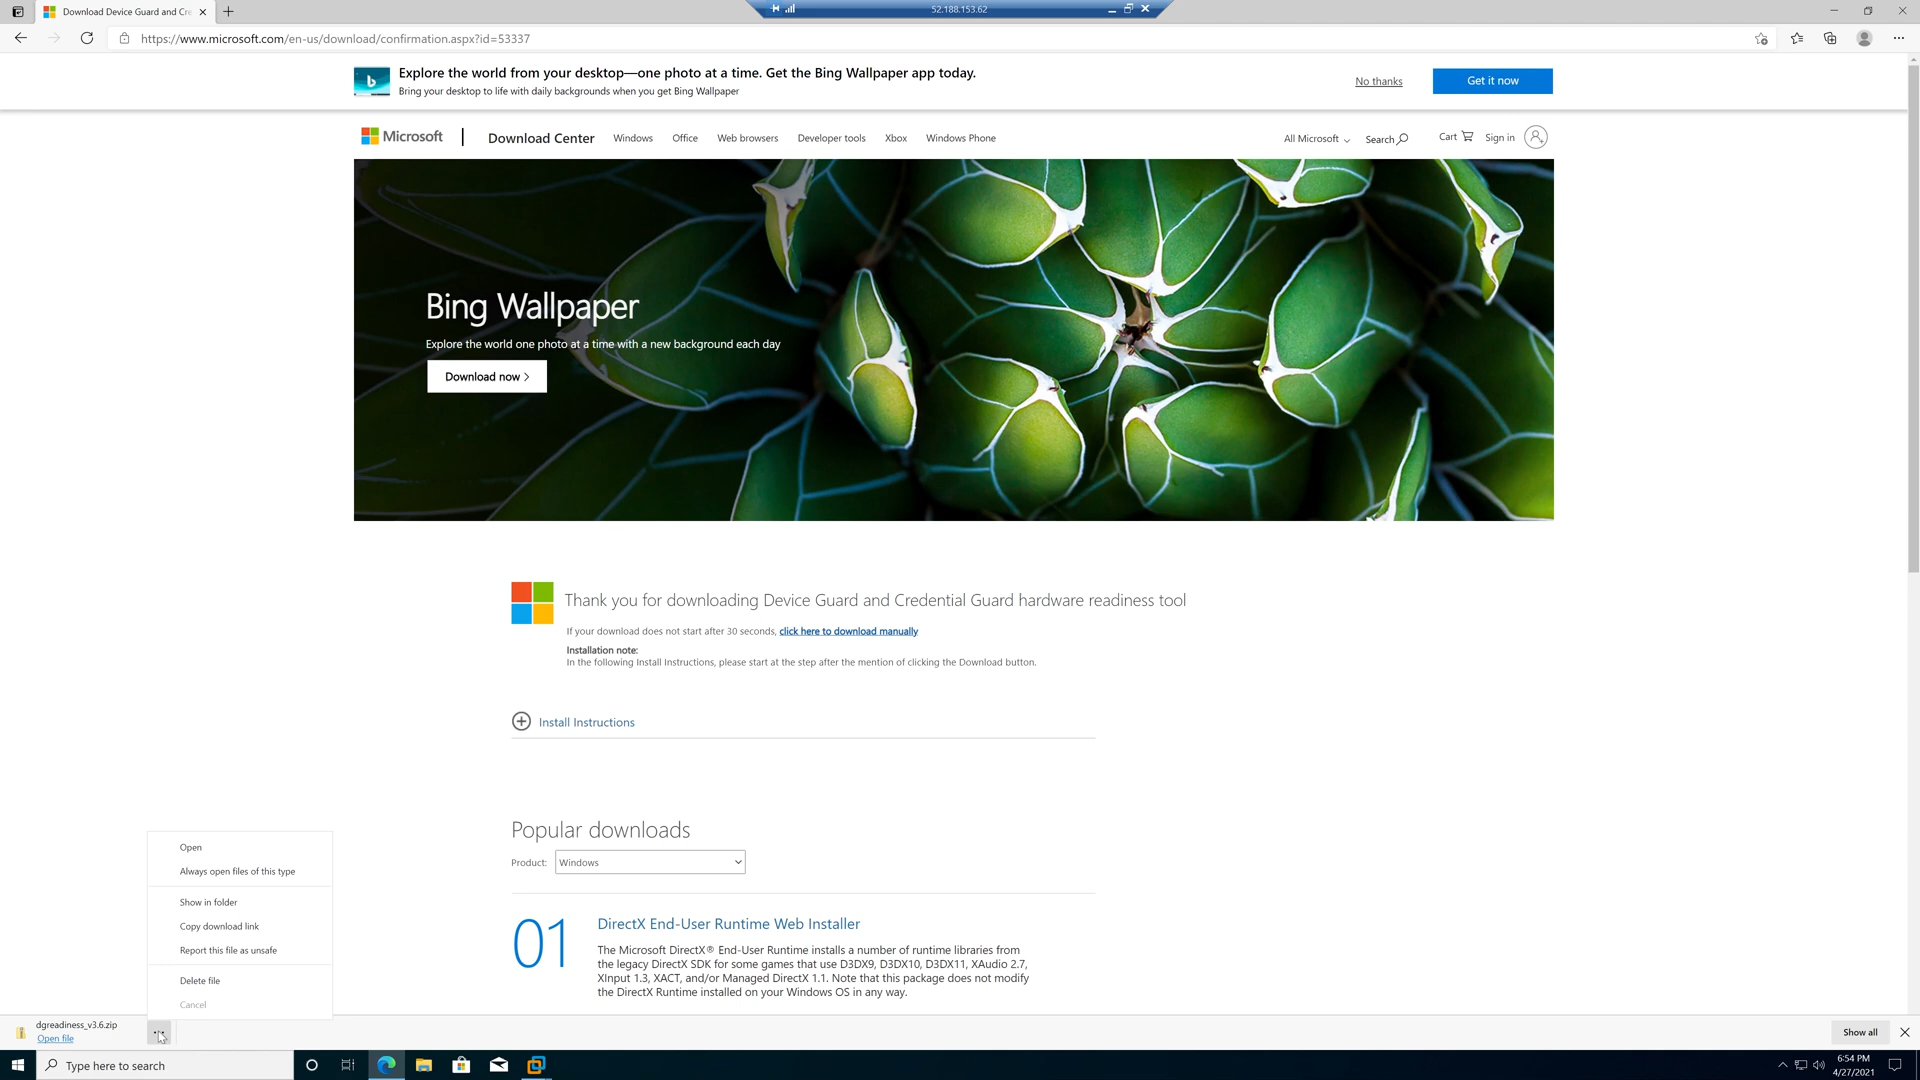 Download Device Guard and Cre
52.188.153.62
https://www.microsoft.com/en-us/download/confirmation.aspx?id=53337
Explore the world from your desktop—one photo at a time. Get the Bing Wallpaper app today.
Bring your desktop to life with daily backgrounds when you get Bing Wallpaper
No thanks
Get it now
Microsoft
Download Center
Windows
Office
Web browsers
Developer tools
Xbox
Windows Phone
All Microsoft
Search
Cart
Sign in
Bing Wallpaper
Explore the world one photo at a time with a new background each day
Download now >
Thank you for downloading Device Guard and Credential Guard hardware readiness tool
If your download does not start after 30 seconds, click here to download manually
Installation note:
In the following Install Instructions, please start at the step after the mention of clicking the Download button.
Install Instructions
Popular downloads
Product:
Windows
01
DirectX End-User Runtime Web Installer
The Microsoft DirectX® End-User Runtime installs a number of runtime libraries from
the legacy DirectX SDK for some games that use D3DX9, D3DX10, D3DX11, XAudio 2.7,
XInput 1.3, XACT, and/or Managed DirectX 1.1. Note that this package does not modify
the DirectX Runtime installed on your Windows OS in any way.
Open
Always open files of this type
Show in folder
Copy download link
Report this file as unsafe
Delete file
Cancel
dgreadiness_v3.6.zip
Open file
Show all
Type here to search
6:54 PM
4/27/2021